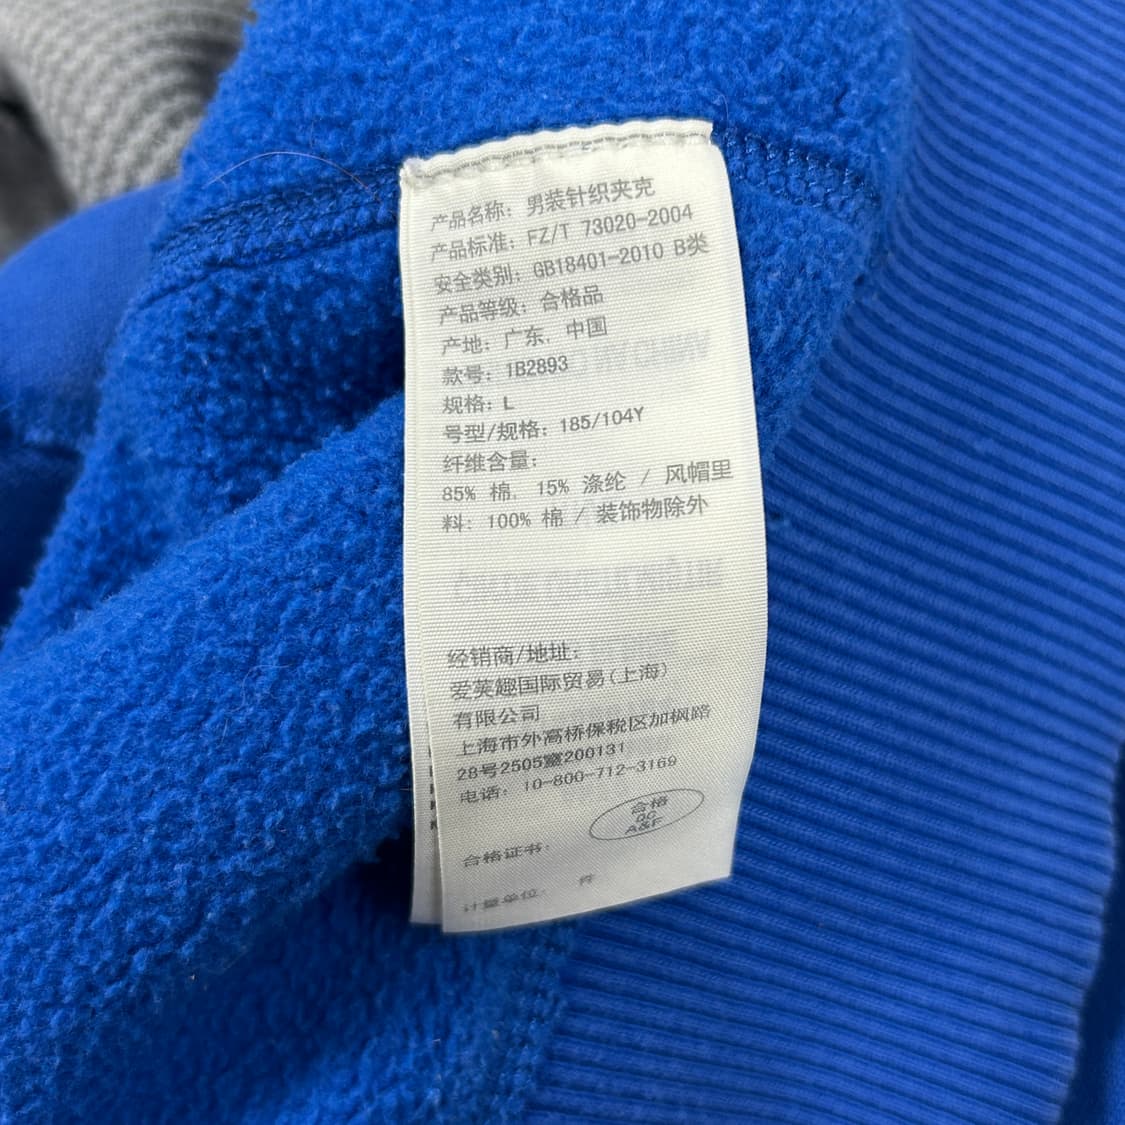 产品名称: 男装针织夹克
产品标准: FZ/T 73020-2004
安全类别: GB18401-2010 B类
产品等级: 合格品
产地: 广东, 中国
款号: 1B2893
规格: L
号型/规格: 185/104Y
纤维含量:
85% 棉, 15% 涤纶 / 风帽里
料: 100% 棉 / 装饰物除外
经销商/地址:
爱芙趣国际贸易(上海)
有限公司
上海市外高桥保税区加枫路
28号2505室200131
电话: 10-800-712-3169
合格
QC
A&F
合格证书:
计量单位: 件